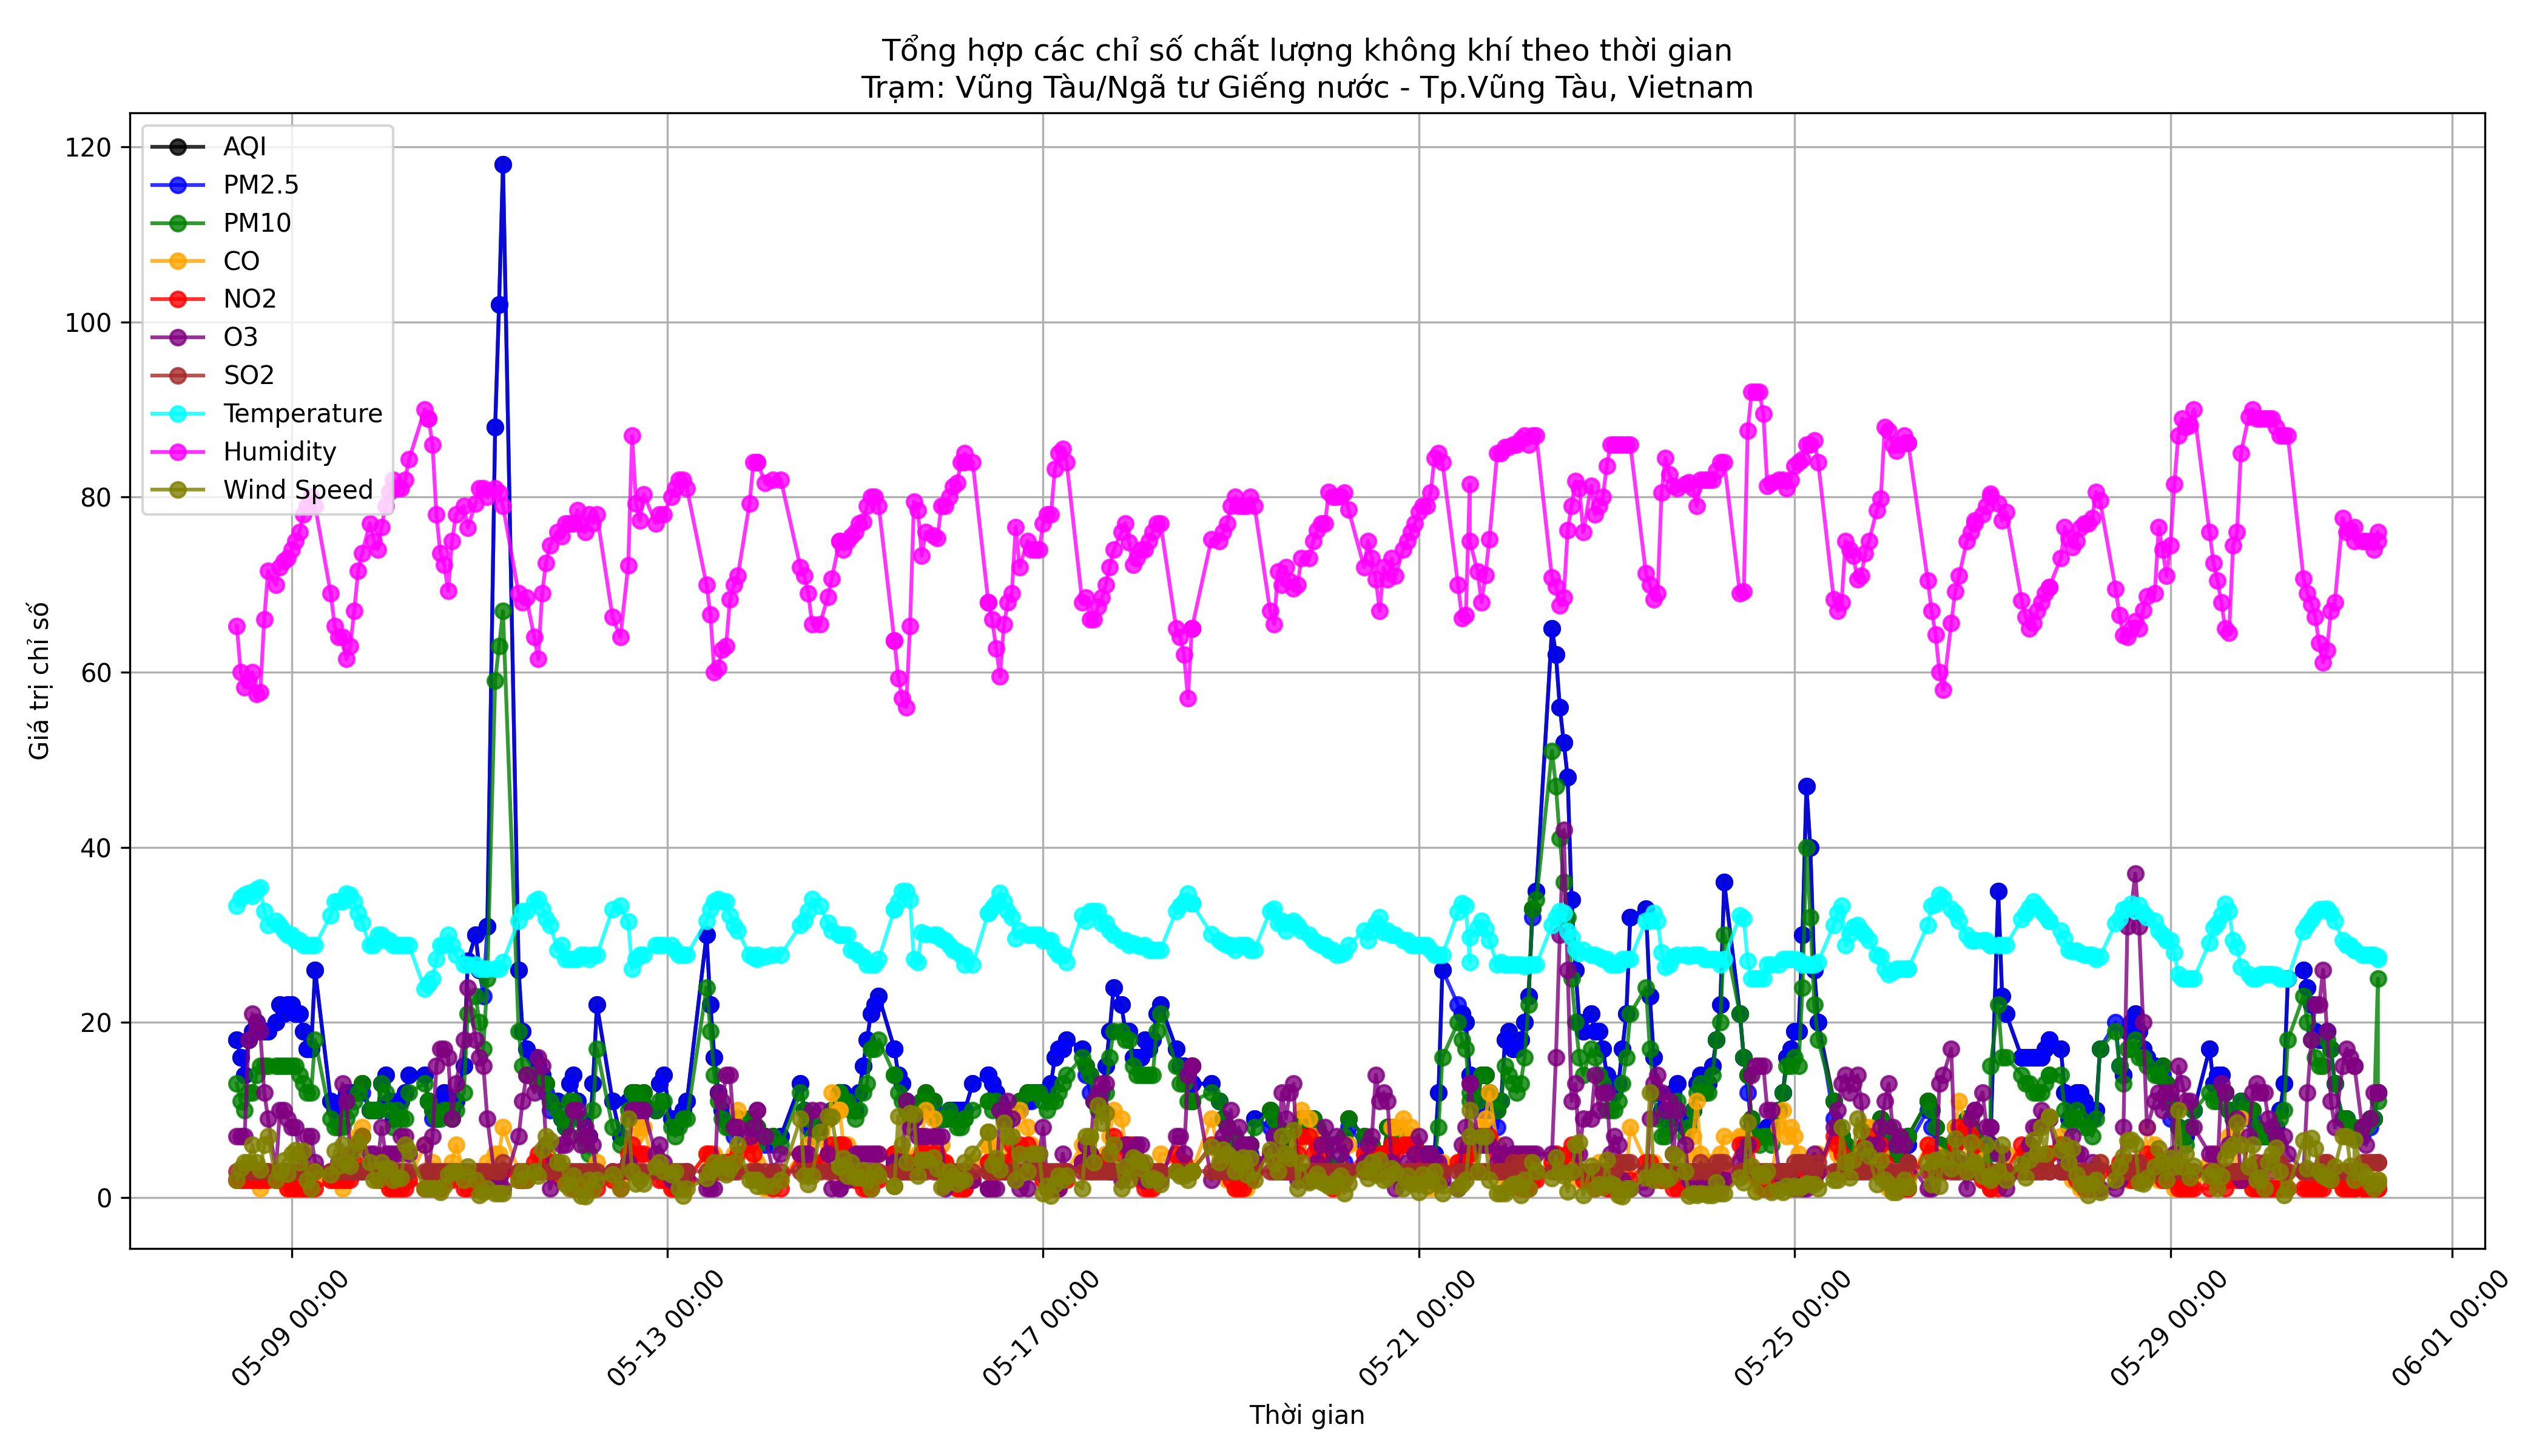 Tổng hợp các chỉ số chất lượng không khí theo thời gian
Trạm: Vũng Tàu/Ngã tư Giếng nước - Tp.Vũng Tàu, Vietnam
AQI
PM2.5
PM10
CO
NO2
O3
SO2
Temperature
Humidity
Wind Speed
Giá trị chỉ số
120
100
80
60
40
20
0
05-09 00:00
05-13 00:00
05-17 00:00
05-21 00:00
05-25 00:00
05-29 00:00
06-01 00:00
Thời gian